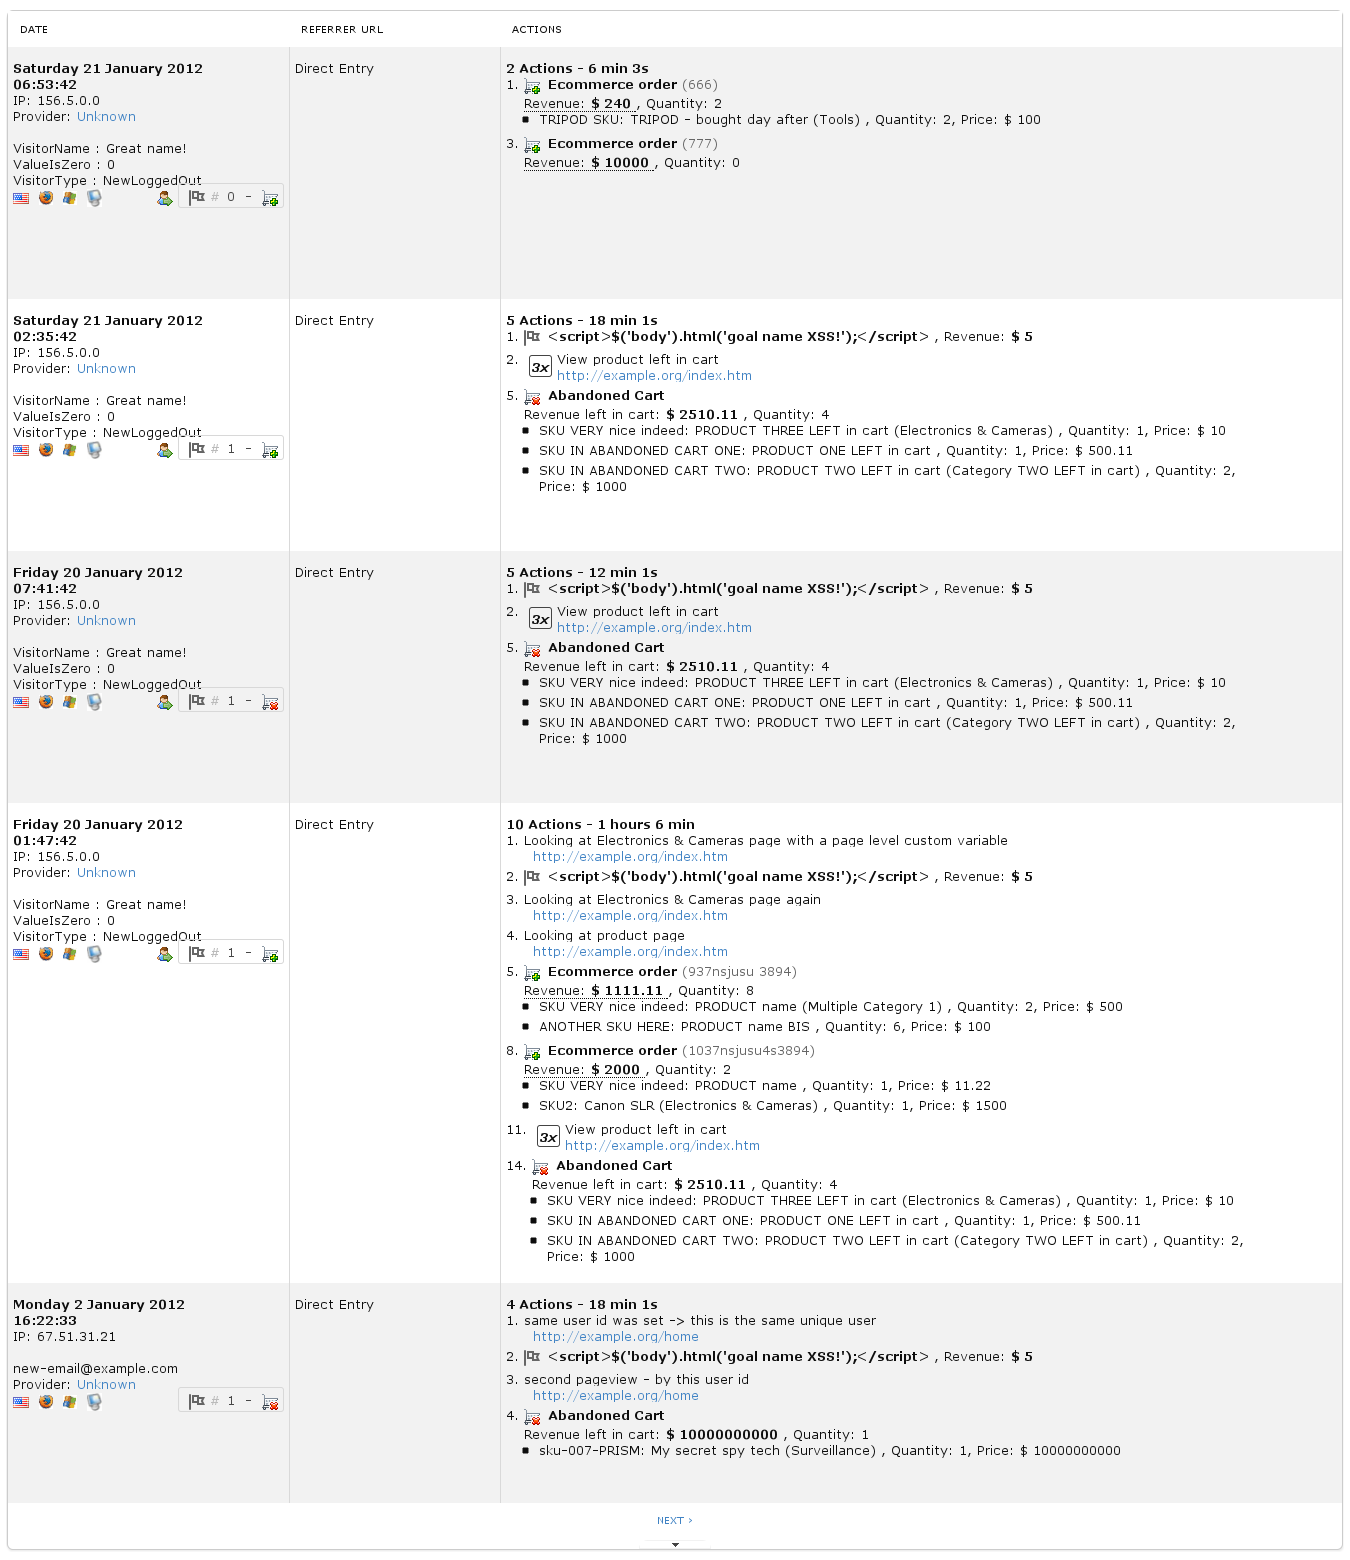 DATE
REFERRER URL
ACTIONS
Saturday 21 January 2012
06:53:42
IP: 156.5.0.0
Provider: Unknown
VisitorName : Great name!
ValueIsZero : 0
VisitorType : NewLoggedOut
# 0 -
Direct Entry
2 Actions - 6 min 3s
1. Ecommerce order (666)
Revenue: $ 240 , Quantity: 2
TRIPOD SKU: TRIPOD - bought day after (Tools) , Quantity: 2, Price: $ 100
3. Ecommerce order (777)
Revenue: $ 10000 , Quantity: 0
Saturday 21 January 2012
02:35:42
IP: 156.5.0.0
Provider: Unknown
VisitorName : Great name!
ValueIsZero : 0
VisitorType : NewLoggedOut
# 1 -
Direct Entry
5 Actions - 18 min 1s
1. <script>$('body').html('goal name XSS!');</script> , Revenue: $ 5
2. 3x View product left in cart
http://example.org/index.htm
5. Abandoned Cart
Revenue left in cart: $ 2510.11 , Quantity: 4
SKU VERY nice indeed: PRODUCT THREE LEFT in cart (Electronics & Cameras) , Quantity: 1, Price: $ 10
SKU IN ABANDONED CART ONE: PRODUCT ONE LEFT in cart , Quantity: 1, Price: $ 500.11
SKU IN ABANDONED CART TWO: PRODUCT TWO LEFT in cart (Category TWO LEFT in cart) , Quantity: 2,
Price: $ 1000
Friday 20 January 2012
07:41:42
IP: 156.5.0.0
Provider: Unknown
VisitorName : Great name!
ValueIsZero : 0
VisitorType : NewLoggedOut
# 1 -
Direct Entry
5 Actions - 12 min 1s
1. <script>$('body').html('goal name XSS!');</script> , Revenue: $ 5
2. 3x View product left in cart
http://example.org/index.htm
5. Abandoned Cart
Revenue left in cart: $ 2510.11 , Quantity: 4
SKU VERY nice indeed: PRODUCT THREE LEFT in cart (Electronics & Cameras) , Quantity: 1, Price: $ 10
SKU IN ABANDONED CART ONE: PRODUCT ONE LEFT in cart , Quantity: 1, Price: $ 500.11
SKU IN ABANDONED CART TWO: PRODUCT TWO LEFT in cart (Category TWO LEFT in cart) , Quantity: 2,
Price: $ 1000
Friday 20 January 2012
01:47:42
IP: 156.5.0.0
Provider: Unknown
VisitorName : Great name!
ValueIsZero : 0
VisitorType : NewLoggedOut
# 1 -
Direct Entry
10 Actions - 1 hours 6 min
1. Looking at Electronics & Cameras page with a page level custom variable
http://example.org/index.htm
2. <script>$('body').html('goal name XSS!');</script> , Revenue: $ 5
3. Looking at Electronics & Cameras page again
http://example.org/index.htm
4. Looking at product page
http://example.org/index.htm
5. Ecommerce order (937nsjusu 3894)
Revenue: $ 1111.11 , Quantity: 8
SKU VERY nice indeed: PRODUCT name (Multiple Category 1) , Quantity: 2, Price: $ 500
ANOTHER SKU HERE: PRODUCT name BIS , Quantity: 6, Price: $ 100
8. Ecommerce order (1037nsjusu4s3894)
Revenue: $ 2000 , Quantity: 2
SKU VERY nice indeed: PRODUCT name , Quantity: 1, Price: $ 11.22
SKU2: Canon SLR (Electronics & Cameras) , Quantity: 1, Price: $ 1500
11. 3x View product left in cart
http://example.org/index.htm
14. Abandoned Cart
Revenue left in cart: $ 2510.11 , Quantity: 4
SKU VERY nice indeed: PRODUCT THREE LEFT in cart (Electronics & Cameras) , Quantity: 1, Price: $ 10
SKU IN ABANDONED CART ONE: PRODUCT ONE LEFT in cart , Quantity: 1, Price: $ 500.11
SKU IN ABANDONED CART TWO: PRODUCT TWO LEFT in cart (Category TWO LEFT in cart) , Quantity: 2,
Price: $ 1000
Monday 2 January 2012
16:22:33
IP: 67.51.31.21
new-email@example.com
Provider: Unknown
# 1 -
Direct Entry
4 Actions - 18 min 1s
1. same user id was set -> this is the same unique user
http://example.org/home
2. <script>$('body').html('goal name XSS!');</script> , Revenue: $ 5
3. second pageview - by this user id
http://example.org/home
4. Abandoned Cart
Revenue left in cart: $ 10000000000 , Quantity: 1
sku-007-PRISM: My secret spy tech (Surveillance) , Quantity: 1, Price: $ 10000000000
NEXT ›